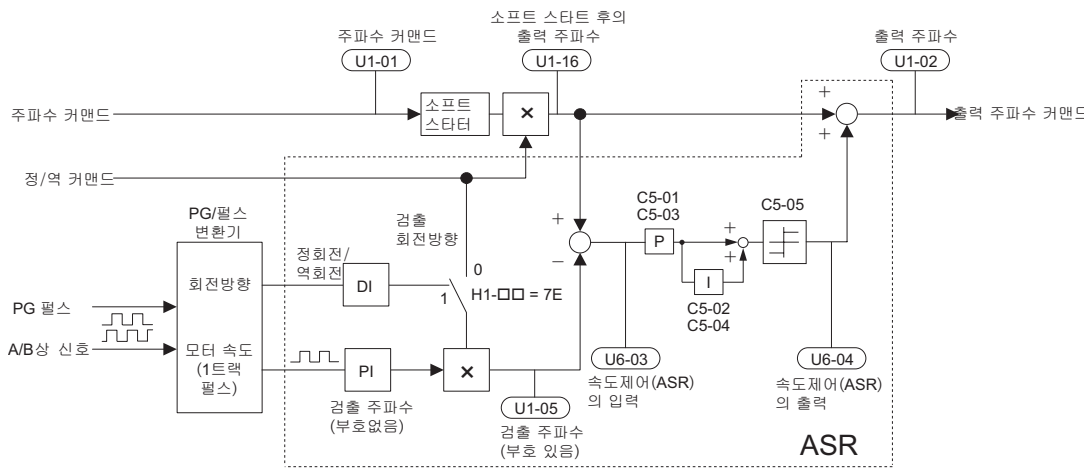 소프트 스타트 후의
주파수 커맨드
출력 주파수
출력 주파수
U1-01
U1-16
U1-02
주파수 커맨드
소프트
스타터
×
+
+
출력 주파수 커맨드
정/역 커맨드
PG/펄스
변환기
검출
회전방향
C5-01
C5-03
C5-05
+
−
P
+
+
정회전/
역회전
0
회전방향
DI
1
H1-□□ = 7E
I
C5-02
C5-04
PG 펄스
A/B상 신호
모터 속도
(1트랙
펄스)
PI
×
U6-03
U6-04
검출 주파수
(부호없음)
U1-05
속도제어(ASR)
의 입력
속도제어(ASR)
의 출력
검출 주파수
(부호 있음)
ASR